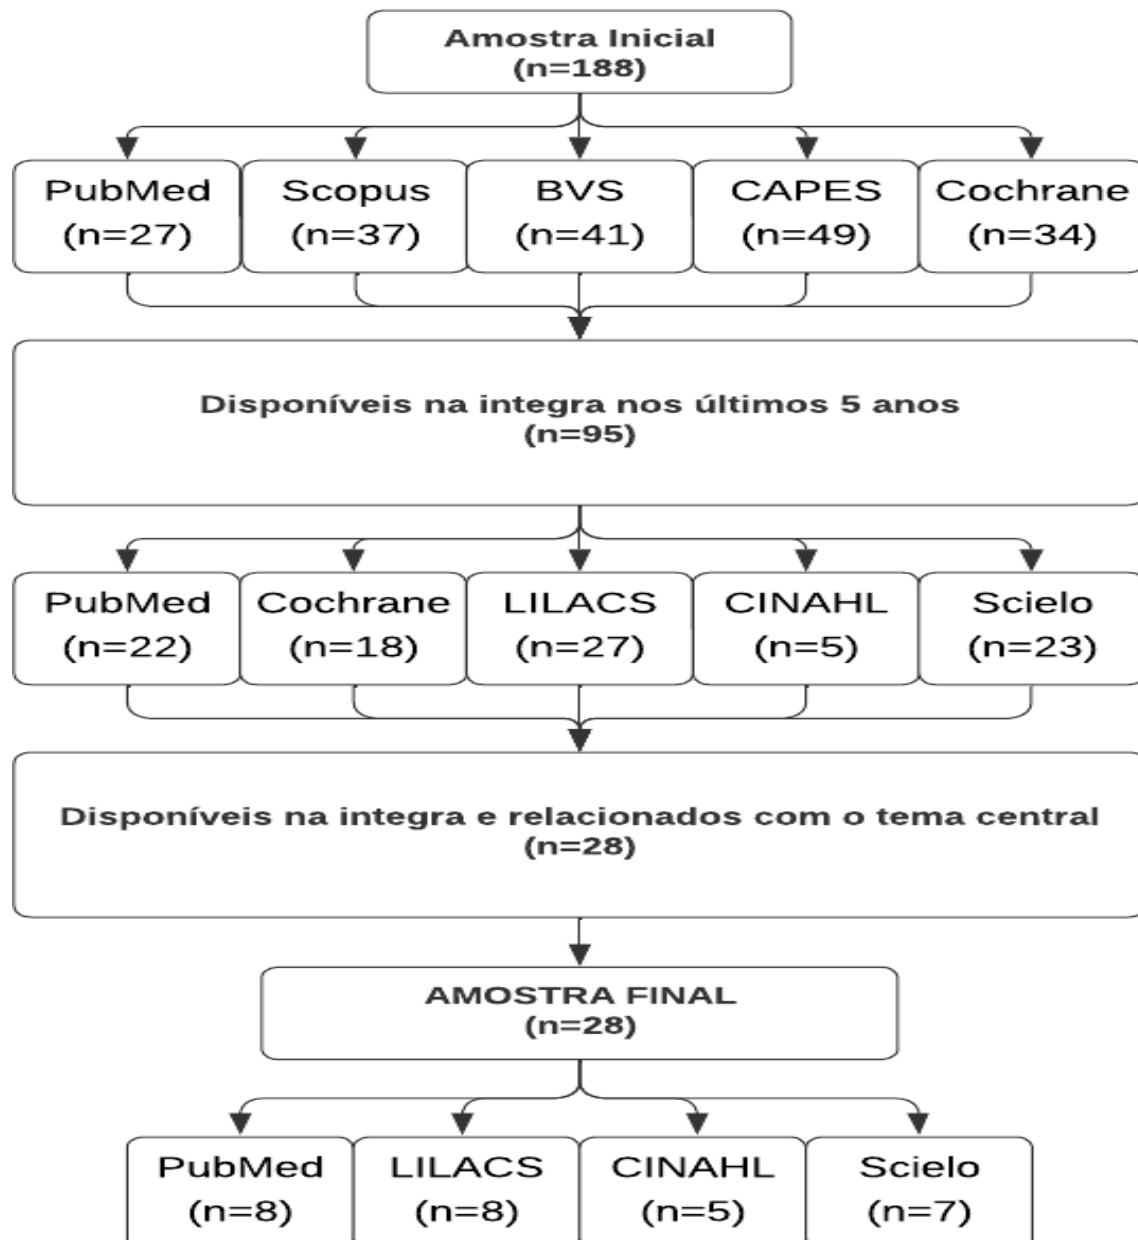 Amostra Inicial
(n=188)
PubMed
(n=27)
Scopus
(n=37)
BVS
(n=41)
CAPES
(n=49)
Cochrane
(n=34)
Disponíveis na integra nos últimos 5 anos
(n=95)
PubMed
(n=22)
Cochrane
(n=18)
LILACS
(n=27)
CINAHL
(n=5)
Scielo
(n=23)
Disponíveis na integra e relacionados com o tema central
(n=28)
AMOSTRA FINAL
(n=28)
PubMed
(n=8)
LILACS
(n=8)
CINAHL
(n=5)
Scielo
(n=7)